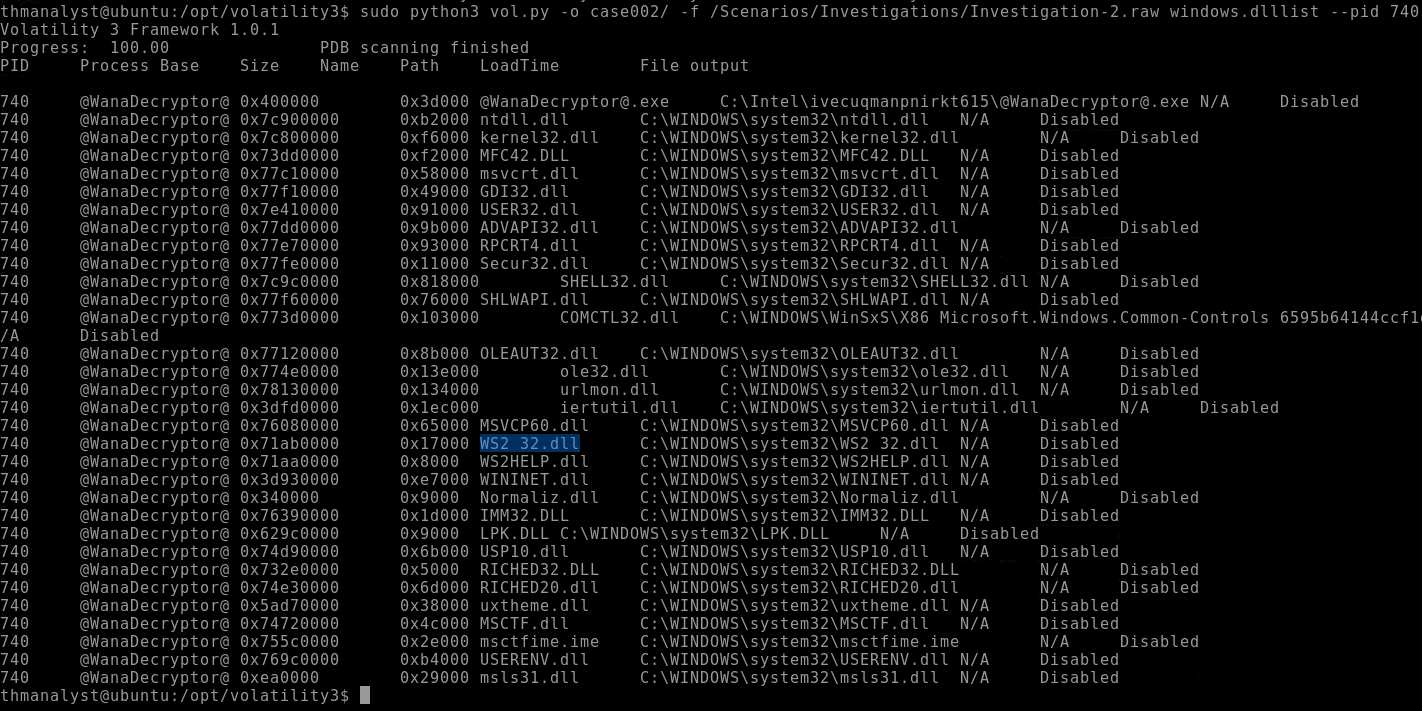 thmanalyst@ubuntu:/opt/volatility3$ sudo python3 vol.py -o case002/ -f /Scenarios/Investigations/Investigation-2.raw windows.dlllist --pid 740
Volatility 3 Framework 1.0.1
Progress:  100.00               PDB scanning finished
PID     Process Base    Size    Name    Path    LoadTime        File output
740     @WanaDecryptor@ 0x400000        0x3d000 @WanaDecryptor@.exe     C:\Intel\ivecuqmanpnirkt615\@WanaDecryptor@.exe N/A     Disabled
740     @WanaDecryptor@ 0x7c900000      0xb2000 ntdll.dll       C:\WINDOWS\system32\ntdll.dll   N/A     Disabled
740     @WanaDecryptor@ 0x7c800000      0xf6000 kernel32.dll    C:\WINDOWS\system32\kernel32.dll        N/A     Disabled
740     @WanaDecryptor@ 0x73dd0000      0xf2000 MFC42.DLL       C:\WINDOWS\system32\MFC42.DLL   N/A     Disabled
740     @WanaDecryptor@ 0x77c10000      0x58000 msvcrt.dll      C:\WINDOWS\system32\msvcrt.dll  N/A     Disabled
740     @WanaDecryptor@ 0x77f10000      0x49000 GDI32.dll       C:\WINDOWS\system32\GDI32.dll   N/A     Disabled
740     @WanaDecryptor@ 0x7e410000      0x91000 USER32.dll      C:\WINDOWS\system32\USER32.dll  N/A     Disabled
740     @WanaDecryptor@ 0x77dd0000      0x9b000 ADVAPI32.dll    C:\WINDOWS\system32\ADVAPI32.dll        N/A     Disabled
740     @WanaDecryptor@ 0x77e70000      0x93000 RPCRT4.dll      C:\WINDOWS\system32\RPCRT4.dll  N/A     Disabled
740     @WanaDecryptor@ 0x77fe0000      0x11000 Secur32.dll     C:\WINDOWS\system32\Secur32.dll N/A     Disabled
740     @WanaDecryptor@ 0x7c9c0000      0x818000        SHELL32.dll     C:\WINDOWS\system32\SHELL32.dll N/A     Disabled
740     @WanaDecryptor@ 0x77f60000      0x76000 SHLWAPI.dll     C:\WINDOWS\system32\SHLWAPI.dll N/A     Disabled
740     @WanaDecryptor@ 0x773d0000      0x103000        COMCTL32.dll    C:\WINDOWS\WinSxS\X86 Microsoft.Windows.Common-Controls 6595b64144ccf1
/A      Disabled
740     @WanaDecryptor@ 0x77120000      0x8b000 OLEAUT32.dll    C:\WINDOWS\system32\OLEAUT32.dll        N/A     Disabled
740     @WanaDecryptor@ 0x774e0000      0x13e000        ole32.dll       C:\WINDOWS\system32\ole32.dll   N/A     Disabled
740     @WanaDecryptor@ 0x78130000      0x134000        urlmon.dll      C:\WINDOWS\system32\urlmon.dll  N/A     Disabled
740     @WanaDecryptor@ 0x3dfd0000      0x1ec000        iertutil.dll    C:\WINDOWS\system32\iertutil.dll        N/A     Disabled
740     @WanaDecryptor@ 0x76080000      0x65000 MSVCP60.dll     C:\WINDOWS\system32\MSVCP60.dll N/A     Disabled
740     @WanaDecryptor@ 0x71ab0000      0x17000 WS2 32.dll      C:\WINDOWS\system32\WS2 32.dll  N/A     Disabled
740     @WanaDecryptor@ 0x71aa0000      0x8000  WS2HELP.dll     C:\WINDOWS\system32\WS2HELP.dll N/A     Disabled
740     @WanaDecryptor@ 0x3d930000      0xe7000 WININET.dll     C:\WINDOWS\system32\WININET.dll N/A     Disabled
740     @WanaDecryptor@ 0x340000        0x9000  Normaliz.dll    C:\WINDOWS\system32\Normaliz.dll        N/A     Disabled
740     @WanaDecryptor@ 0x76390000      0x1d000 IMM32.DLL       C:\WINDOWS\system32\IMM32.DLL   N/A     Disabled
740     @WanaDecryptor@ 0x629c0000      0x9000  LPK.DLL C:\WINDOWS\system32\LPK.DLL     N/A     Disabled
740     @WanaDecryptor@ 0x74d90000      0x6b000 USP10.dll       C:\WINDOWS\system32\USP10.dll   N/A     Disabled
740     @WanaDecryptor@ 0x732e0000      0x5000  RICHED32.DLL    C:\WINDOWS\system32\RICHED32.DLL        N/A     Disabled
740     @WanaDecryptor@ 0x74e30000      0x6d000 RICHED20.dll    C:\WINDOWS\system32\RICHED20.dll        N/A     Disabled
740     @WanaDecryptor@ 0x5ad70000      0x38000 uxtheme.dll     C:\WINDOWS\system32\uxtheme.dll N/A     Disabled
740     @WanaDecryptor@ 0x74720000      0x4c000 MSCTF.dll       C:\WINDOWS\system32\MSCTF.dll   N/A     Disabled
740     @WanaDecryptor@ 0x755c0000      0x2e000 msctfime.ime    C:\WINDOWS\system32\msctfime.ime        N/A     Disabled
740     @WanaDecryptor@ 0x769c0000      0xb4000 USERENV.dll     C:\WINDOWS\system32\USERENV.dll N/A     Disabled
740     @WanaDecryptor@ 0xea0000        0x29000 msls31.dll      C:\WINDOWS\system32\msls31.dll  N/A     Disabled
thmanalyst@ubuntu:/opt/volatility3$